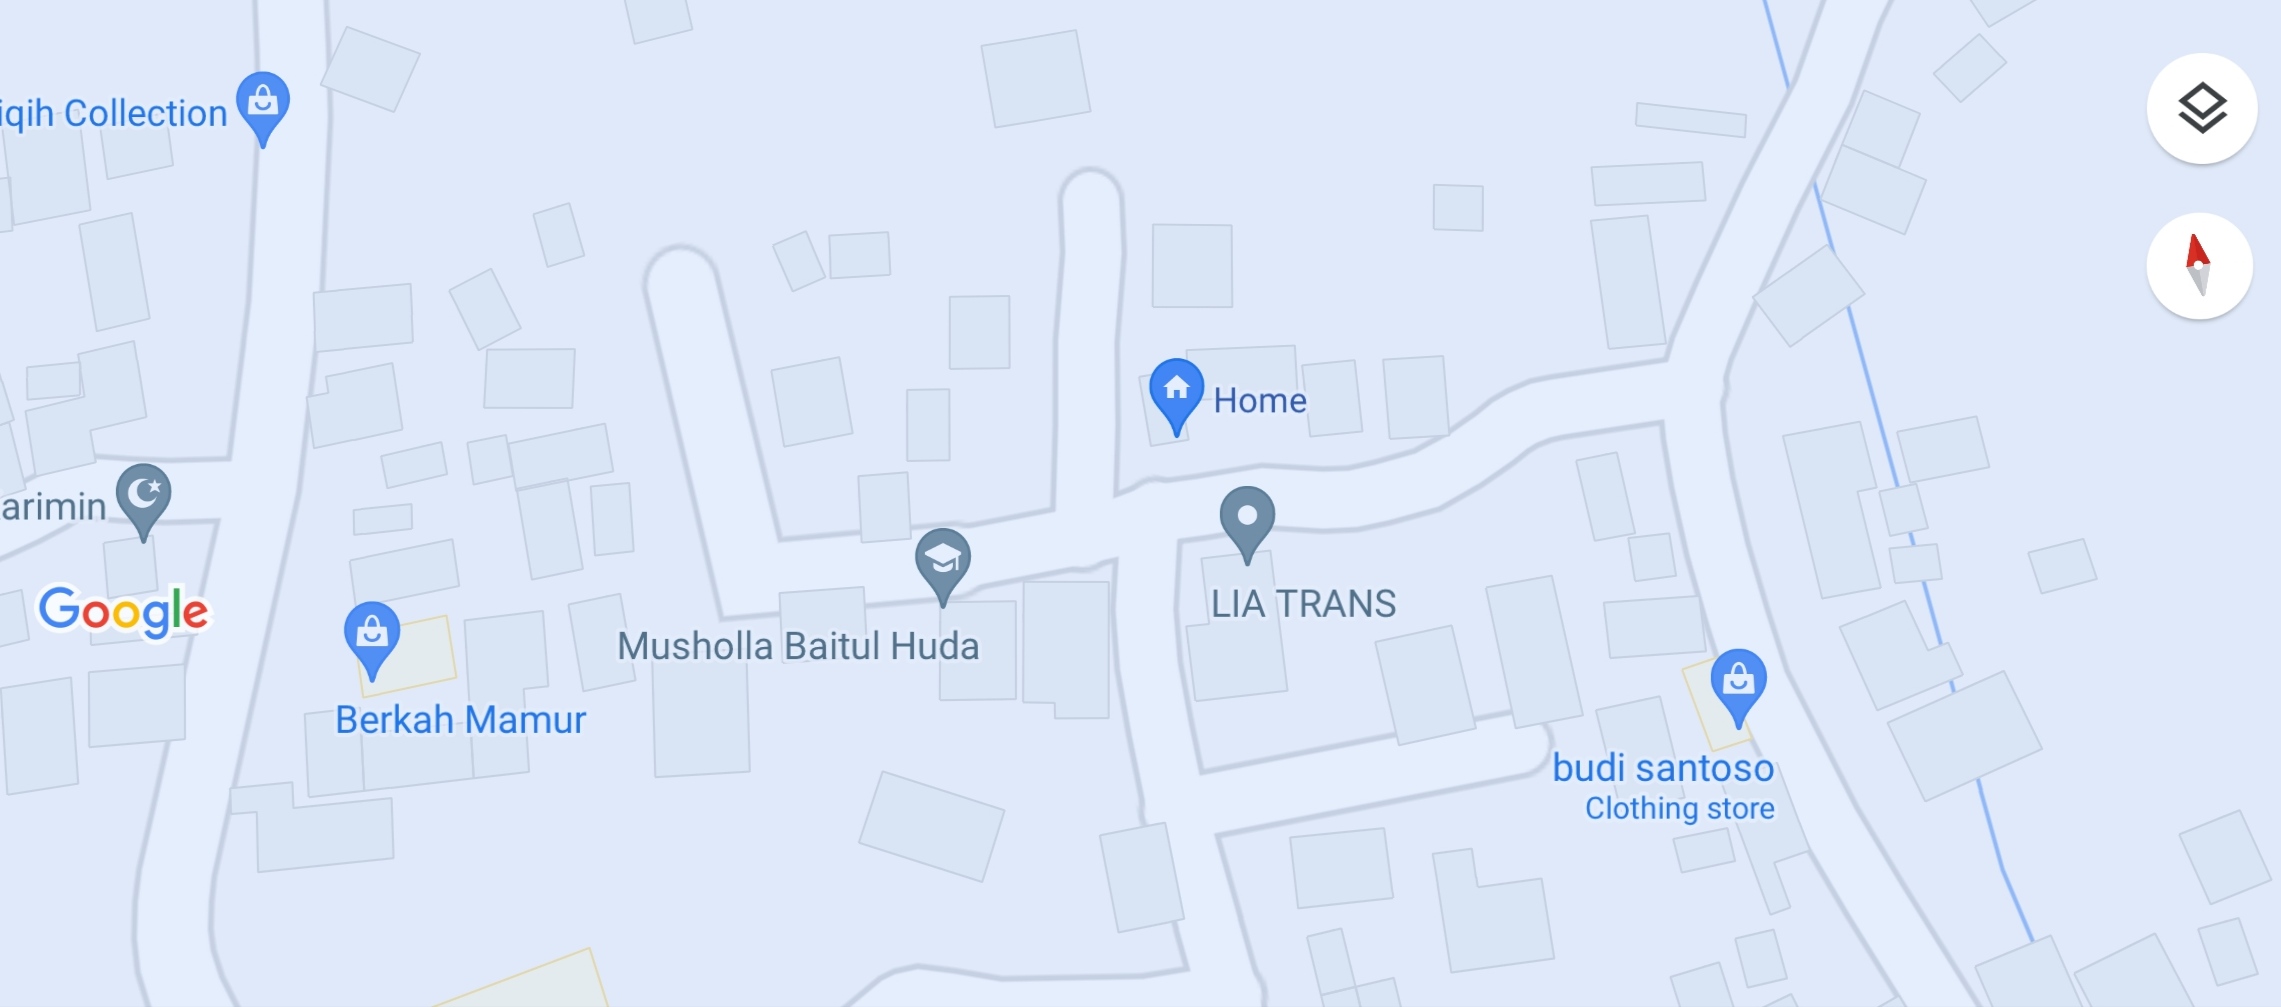 iqih Collection
Home
arimin
LIA TRANS
Google
Musholla Baitul Huda
Berkah Mamur
budi santoso
Clothing store